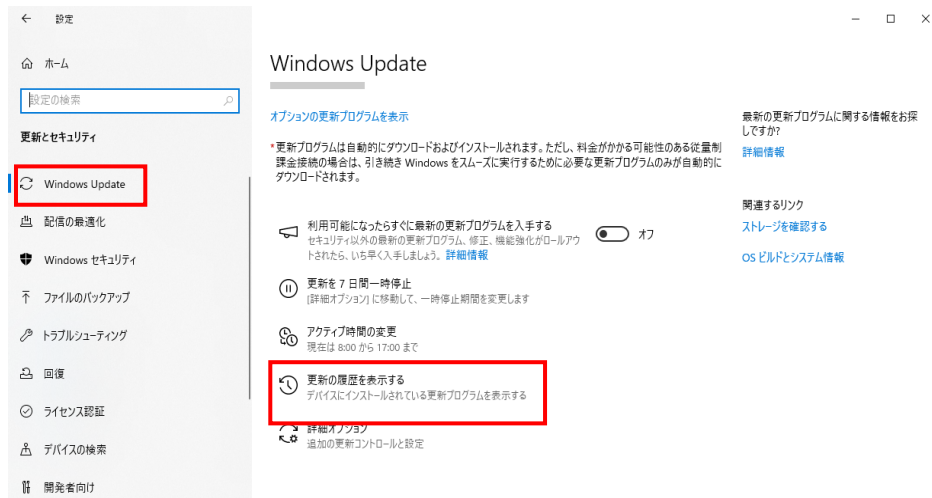 設定
ホーム
設定の検索
更新とセキュリティ
Windows Update
配信の最適化
Windows セキュリティ
ファイルのバックアップ
トラブルシューティング
回復
ライセンス認証
デバイスの検索
開発者向け
Windows Update
オプションの更新プログラムを表示
*更新プログラムは自動的にダウンロードおよびインストールされます。ただし、料金がかかる可能性のある従量制
課金接続の場合は、引き続き Windows をスムーズに実行するために必要な更新プログラムのみが自動的に
ダウンロードされます。
利用可能になったらすぐに最新の更新プログラムを入手する
セキュリティ以外の最新の更新プログラム、修正、機能強化がロールアウ
トされたら、いち早く入手しましょう。 詳細情報
オフ
更新を 7 日間一時停止
[詳細オプション] に移動して、一時停止期間を変更します
アクティブ時間の変更
現在は 8:00 から 17:00 まで
更新の履歴を表示する
デバイスにインストールされている更新プログラムを表示する
詳細オプション
追加の更新コントロールと設定
最新の更新プログラムに関する情報をお探
しですか?
詳細情報
関連するリンク
ストレージを確認する
OS ビルドとシステム情報